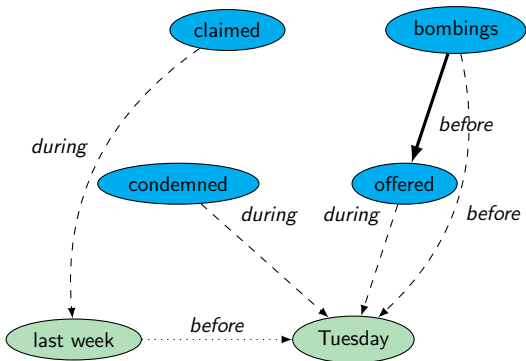 claimed
bombings
before
during
condemned
offered
during
during
before
last week
before
Tuesday